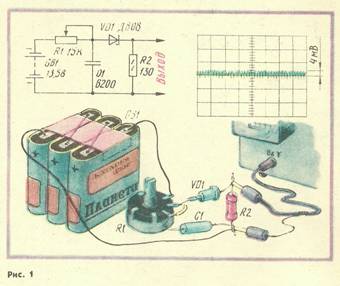 VD1 Д808
R1 15К
GB1
13,5В
C1
6200
R2
130
ВЫХОД
4 мВ
GB1
Планета
Вх Y
VD1
C1
R2
R1
Рис. 1